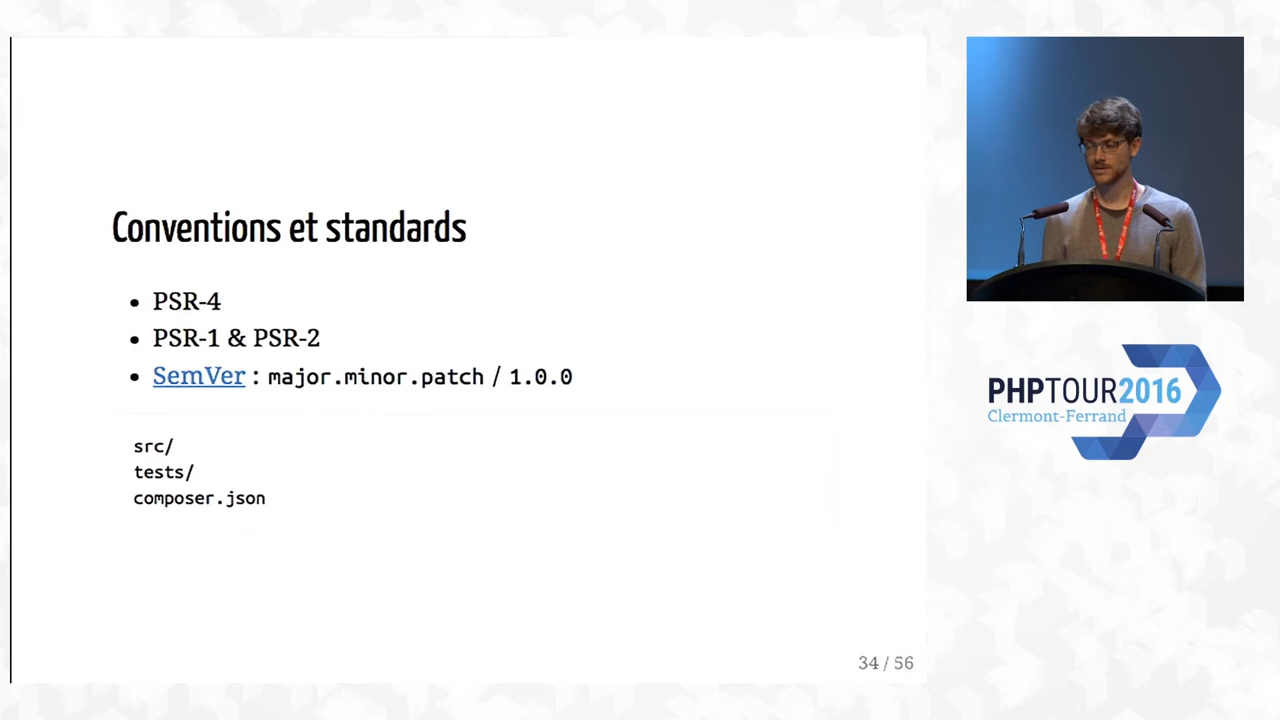 Conventions et standards
• PSR-4
• PSR-1 & PSR-2
• SemVer : major.minor.patch / 1.0.0
src/
tests/
composer.json
34 / 56
PHPTOUR2016
Clermont-Ferrand